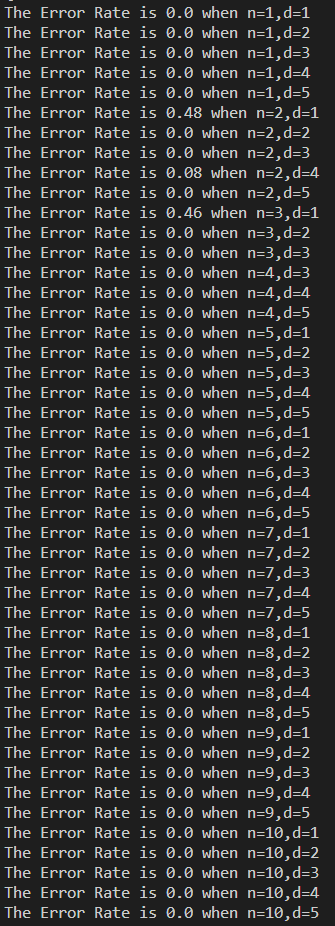 The Error Rate is 0.0 when n=1,d=1
The Error Rate is 0.0 when n=1,d=2
The Error Rate is 0.0 when n=1,d=3
The Error Rate is 0.0 when n=1,d=4
The Error Rate is 0.0 when n=1,d=5
The Error Rate is 0.48 when n=2,d=1
The Error Rate is 0.0 when n=2,d=2
The Error Rate is 0.0 when n=2,d=3
The Error Rate is 0.08 when n=2,d=4
The Error Rate is 0.0 when n=2,d=5
The Error Rate is 0.46 when n=3,d=1
The Error Rate is 0.0 when n=3,d=2
The Error Rate is 0.0 when n=3,d=3
The Error Rate is 0.0 when n=4,d=3
The Error Rate is 0.0 when n=4,d=4
The Error Rate is 0.0 when n=4,d=5
The Error Rate is 0.0 when n=5,d=1
The Error Rate is 0.0 when n=5,d=2
The Error Rate is 0.0 when n=5,d=3
The Error Rate is 0.0 when n=5,d=4
The Error Rate is 0.0 when n=5,d=5
The Error Rate is 0.0 when n=6,d=1
The Error Rate is 0.0 when n=6,d=2
The Error Rate is 0.0 when n=6,d=3
The Error Rate is 0.0 when n=6,d=4
The Error Rate is 0.0 when n=6,d=5
The Error Rate is 0.0 when n=7,d=1
The Error Rate is 0.0 when n=7,d=2
The Error Rate is 0.0 when n=7,d=3
The Error Rate is 0.0 when n=7,d=4
The Error Rate is 0.0 when n=7,d=5
The Error Rate is 0.0 when n=8,d=1
The Error Rate is 0.0 when n=8,d=2
The Error Rate is 0.0 when n=8,d=3
The Error Rate is 0.0 when n=8,d=4
The Error Rate is 0.0 when n=8,d=5
The Error Rate is 0.0 when n=9,d=1
The Error Rate is 0.0 when n=9,d=2
The Error Rate is 0.0 when n=9,d=3
The Error Rate is 0.0 when n=9,d=4
The Error Rate is 0.0 when n=9,d=5
The Error Rate is 0.0 when n=10,d=1
The Error Rate is 0.0 when n=10,d=2
The Error Rate is 0.0 when n=10,d=3
The Error Rate is 0.0 when n=10,d=4
The Error Rate is 0.0 when n=10,d=5